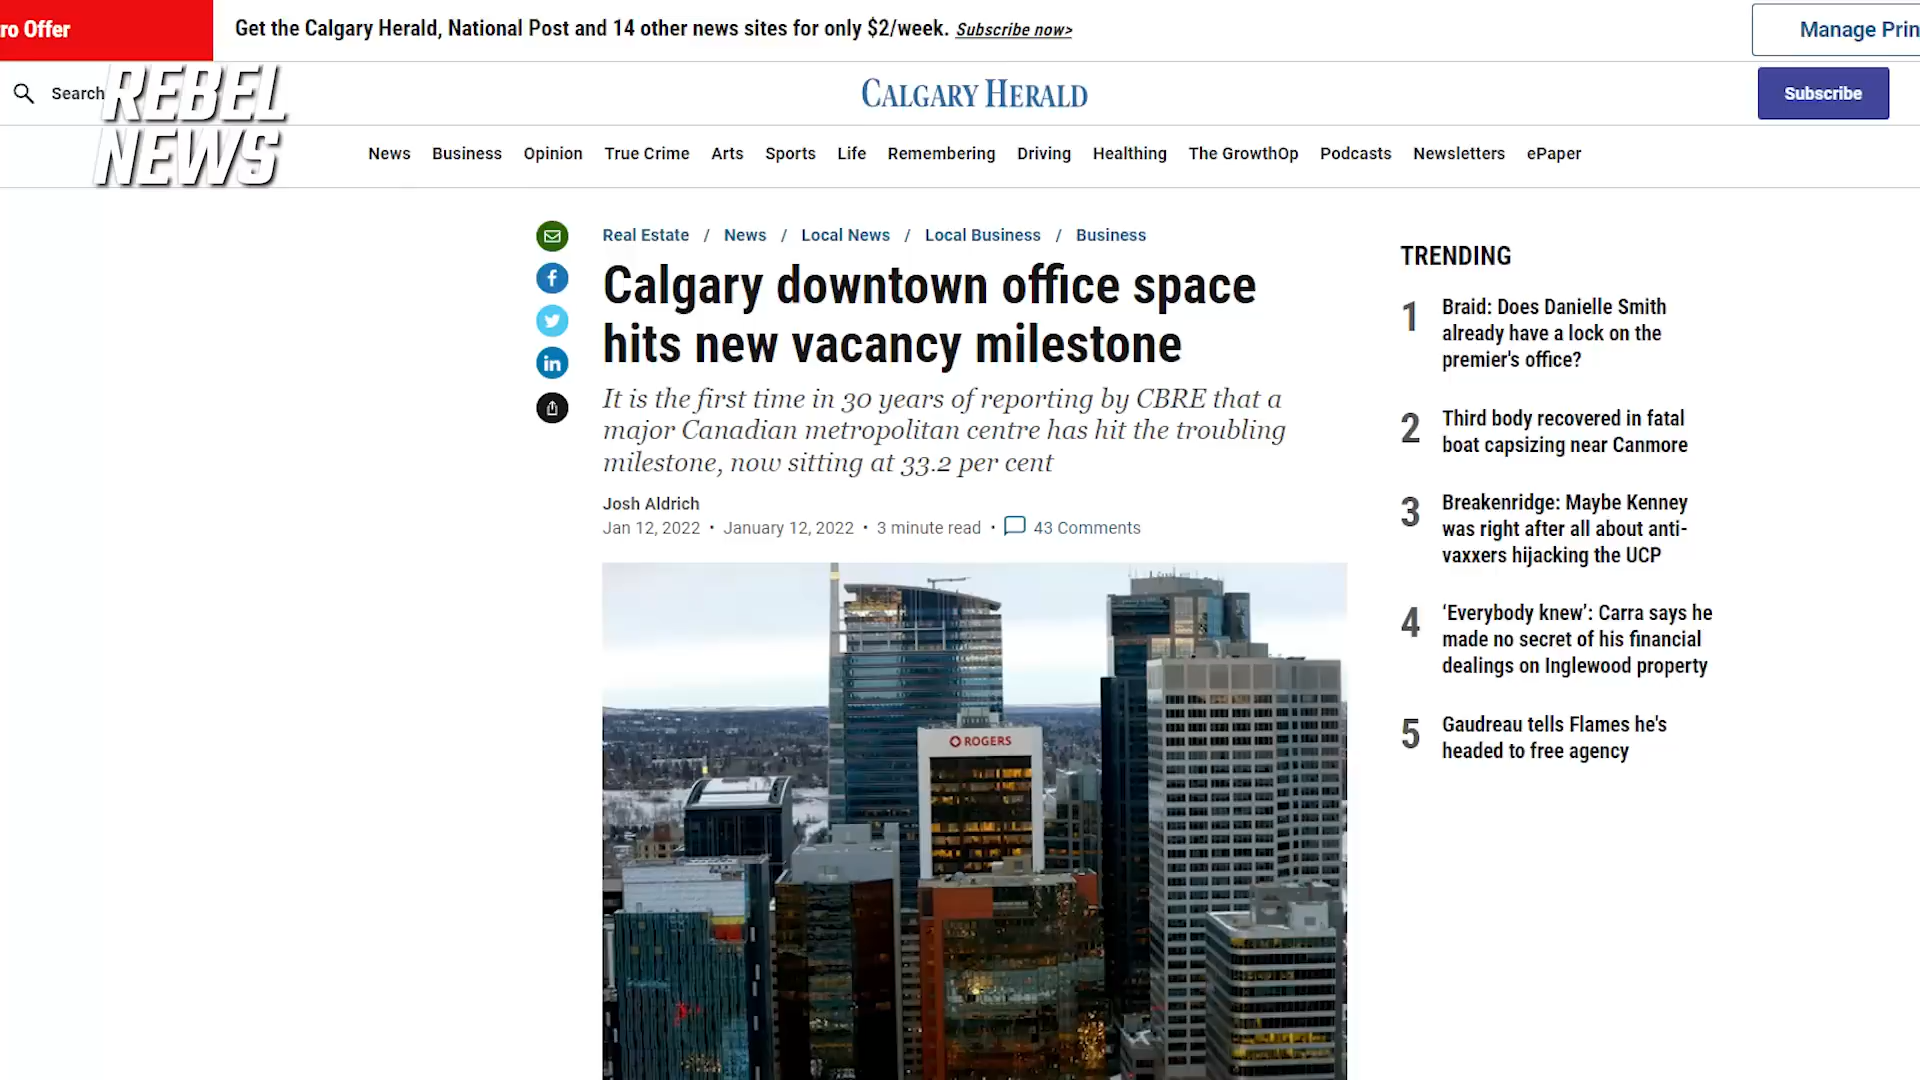 ro Offer
Get the Calgary Herald, National Post and 14 other news sites for only $2/week. Subscribe now>
Manage Prin
Search
REBEL
NEWS
CALGARY HERALD
Subscribe
News Business Opinion True Crime Arts Sports Life Remembering Driving Healthing The GrowthOp Podcasts Newsletters ePaper
Real Estate / News / Local News / Local Business / Business
Calgary downtown office space
hits new vacancy milestone
It is the first time in 30 years of reporting by CBRE that a
major Canadian metropolitan centre has hit the troubling
milestone, now sitting at 33.2 per cent
Josh Aldrich
Jan 12, 2022 • January 12, 2022 • 3 minute read • 43 Comments
ROGERS
TRENDING
1 Braid: Does Danielle Smith
already have a lock on the
premier's office?
2 Third body recovered in fatal
boat capsizing near Canmore
3 Breakenridge: Maybe Kenney
was right after all about anti-
vaxxers hijacking the UCP
4 ‘Everybody knew’: Carra says he
made no secret of his financial
dealings on Inglewood property
5 Gaudreau tells Flames he's
headed to free agency